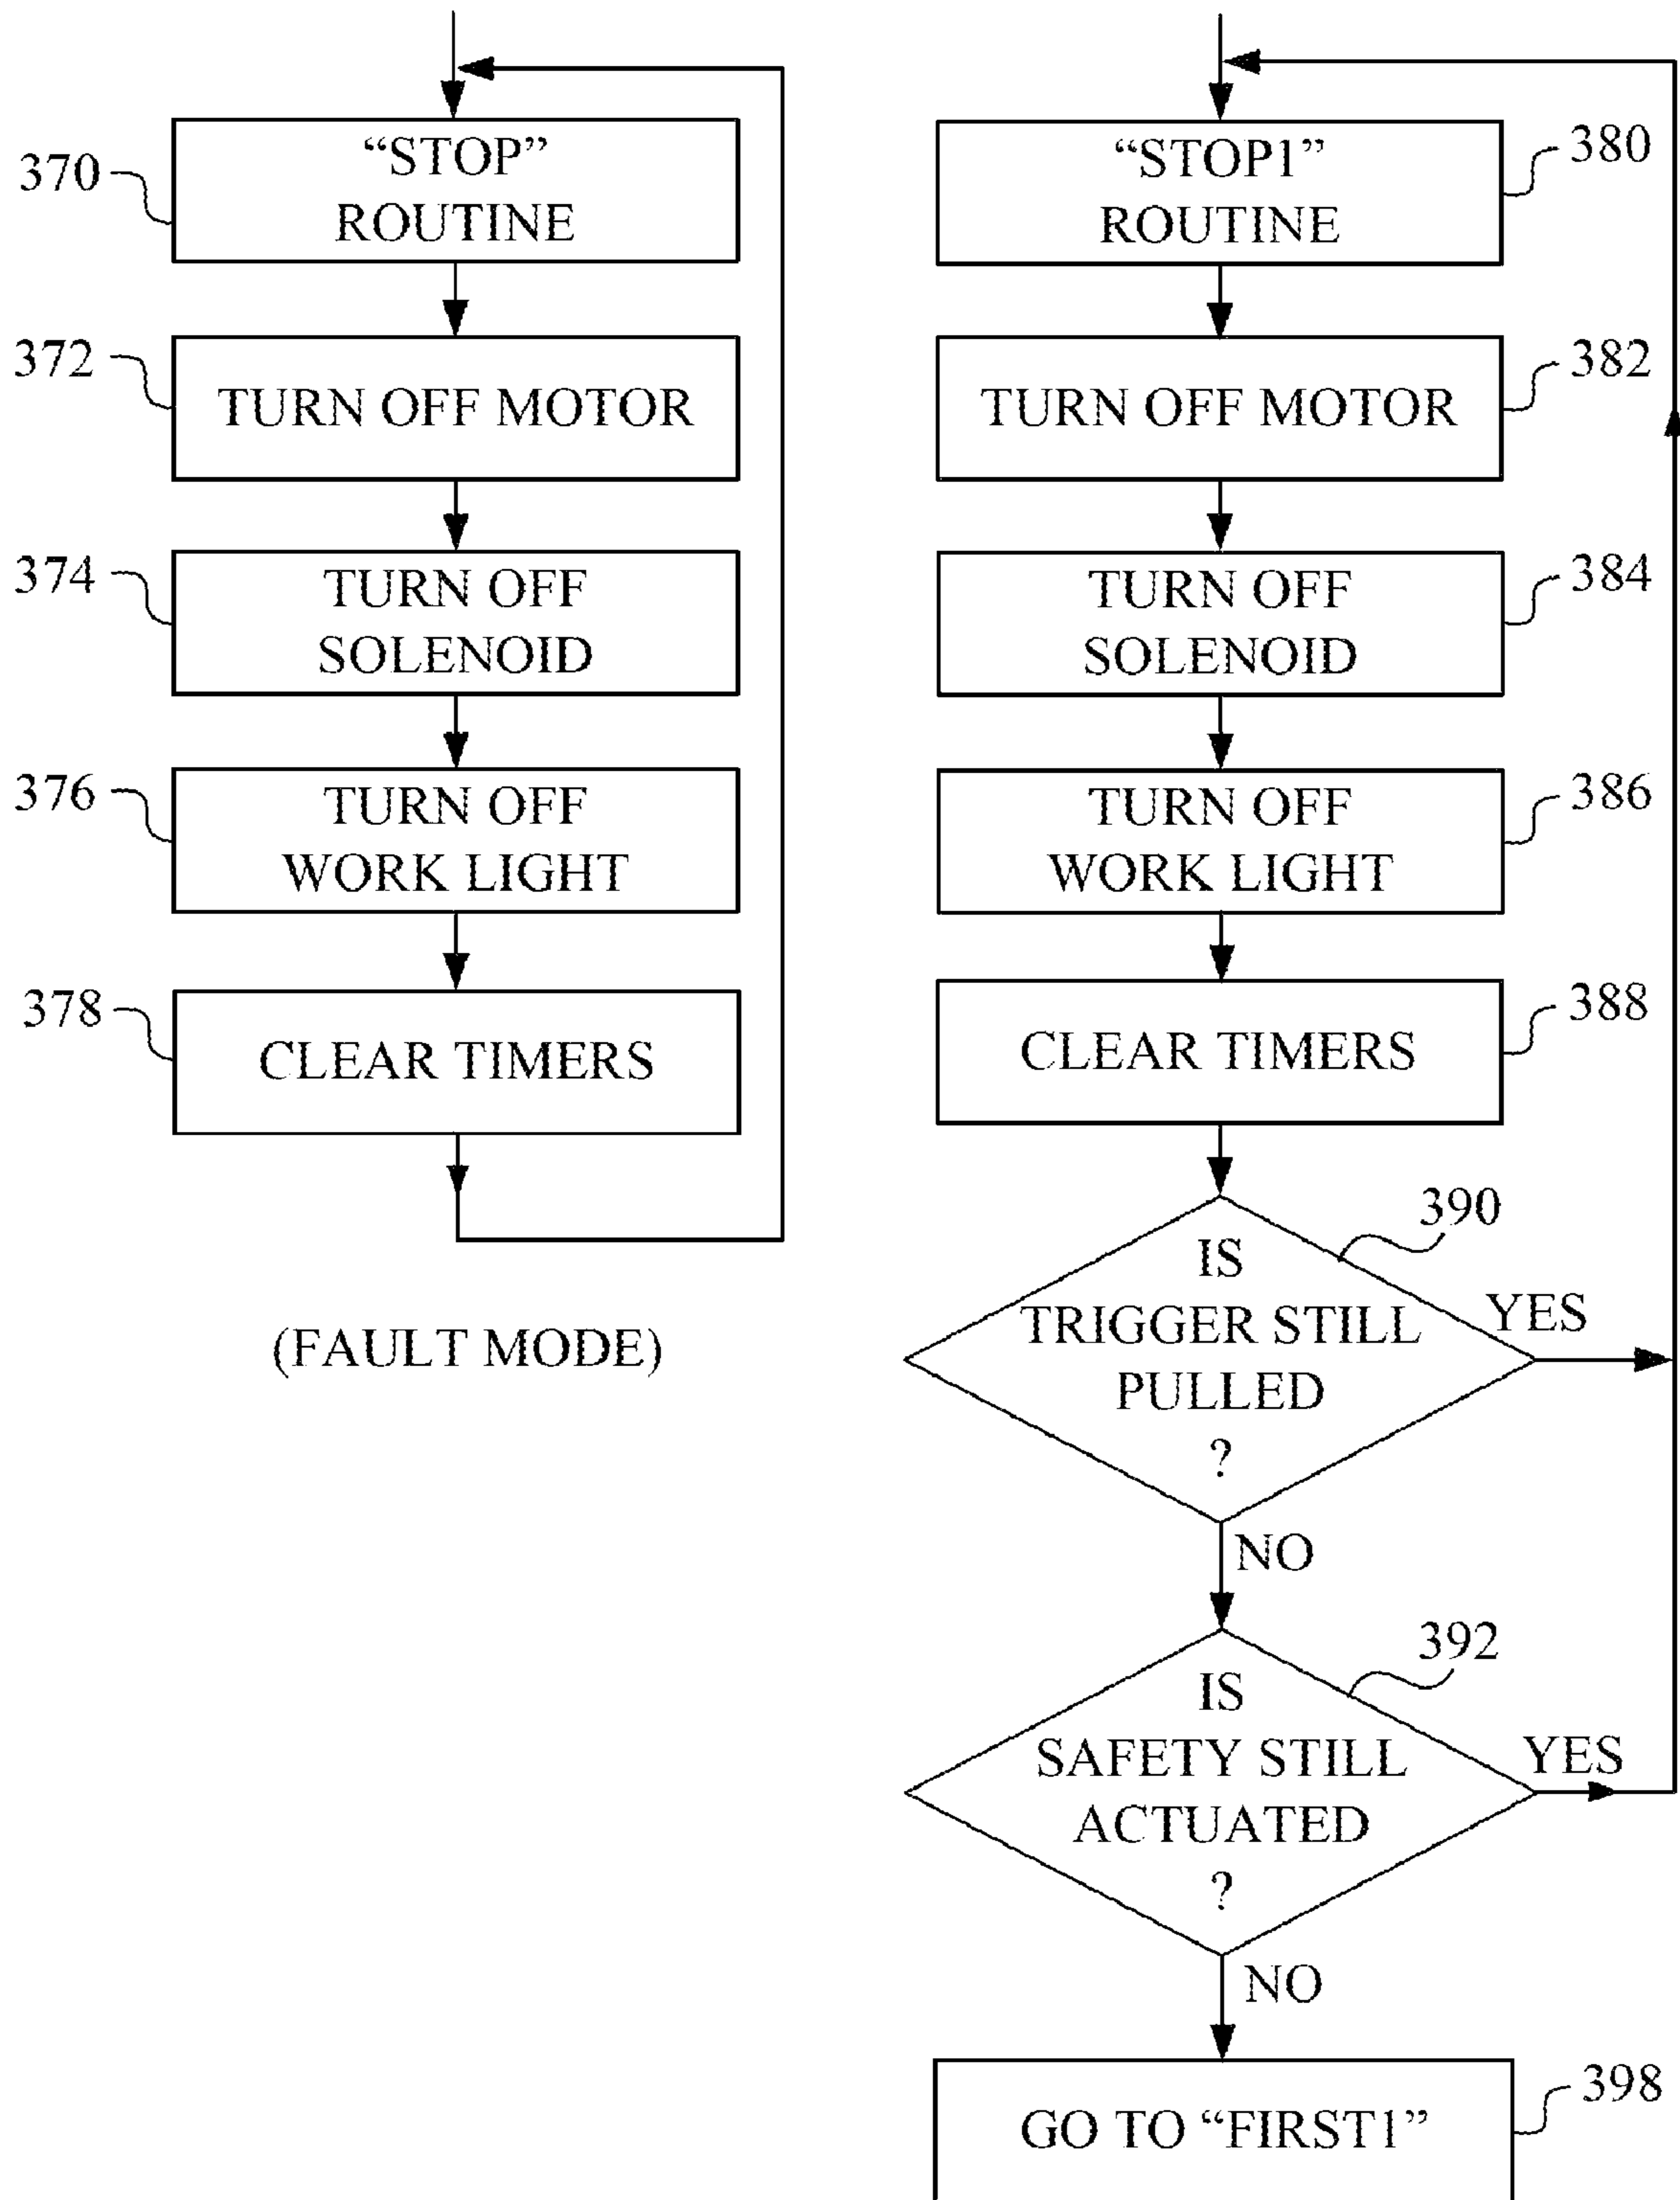 370
“STOP”
ROUTINE
372
TURN OFF MOTOR
374
TURN OFF
SOLENOID
376
TURN OFF
WORK LIGHT
378
CLEAR TIMERS
(FAULT MODE)
“STOP1”
ROUTINE
380
TURN OFF MOTOR
382
TURN OFF
SOLENOID
384
TURN OFF
WORK LIGHT
386
CLEAR TIMERS
388
390
IS
TRIGGER STILL
PULLED
?
YES
NO
392
IS
SAFETY STILL
ACTUATED
?
YES
NO
GO TO “FIRST1”
398